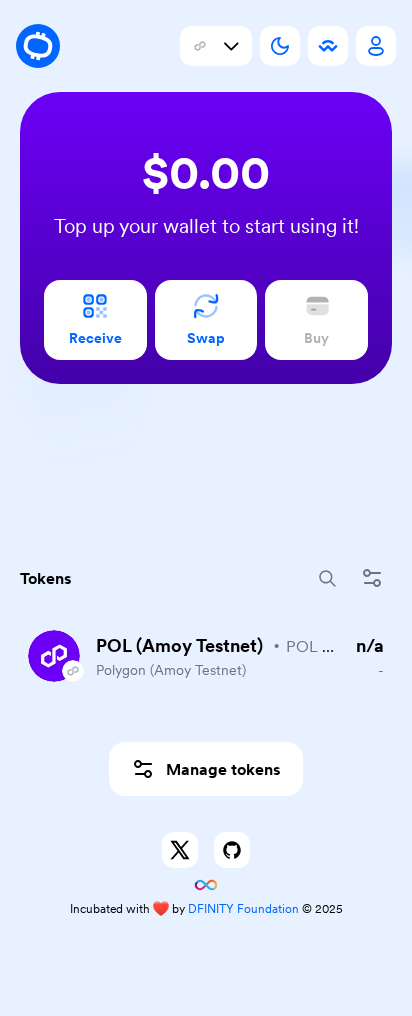 $0.00
Top up your wallet to start using it!
Receive
Swap
Buy
Tokens
POL (Amoy Testnet) • POL ... n/a
Polygon (Amoy Testnet) -
Manage tokens
Incubated with ❤️ by DFINITY Foundation © 2025